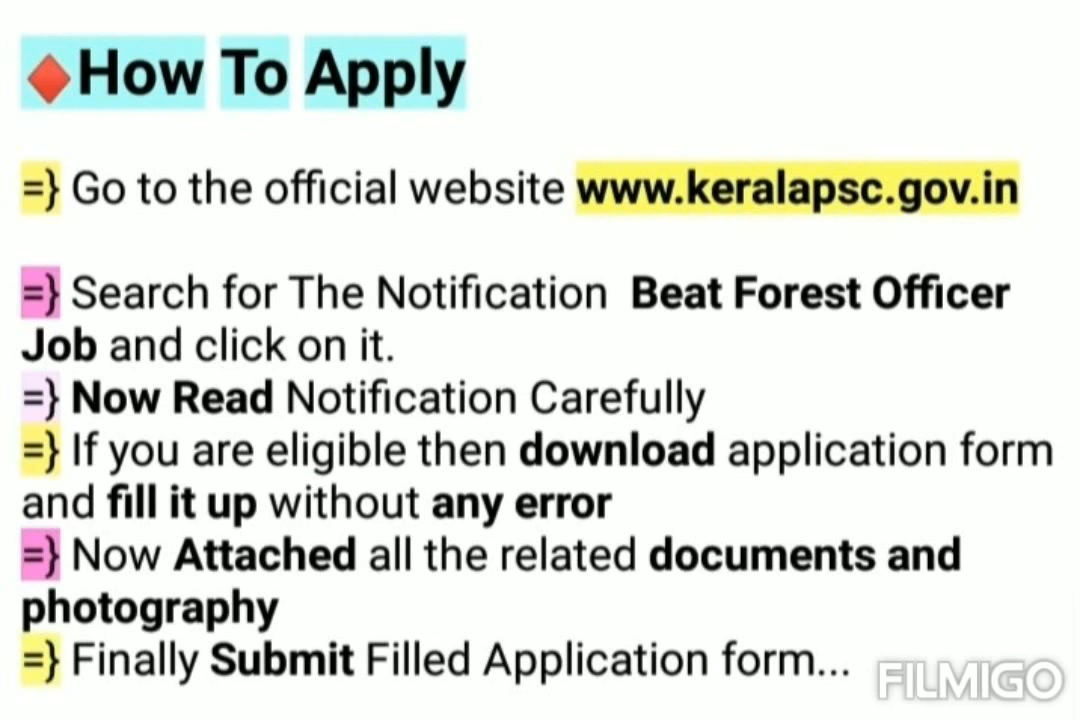 ♦How To Apply
=} Go to the official website www.keralapsc.gov.in
=} Search for The Notification Beat Forest Officer
Job and click on it.
=} Now Read Notification Carefully
=} If you are eligible then download application form
and fill it up without any error
=} Now Attached all the related documents and
photography
=} Finally Submit Filled Application form...
FILMIGO